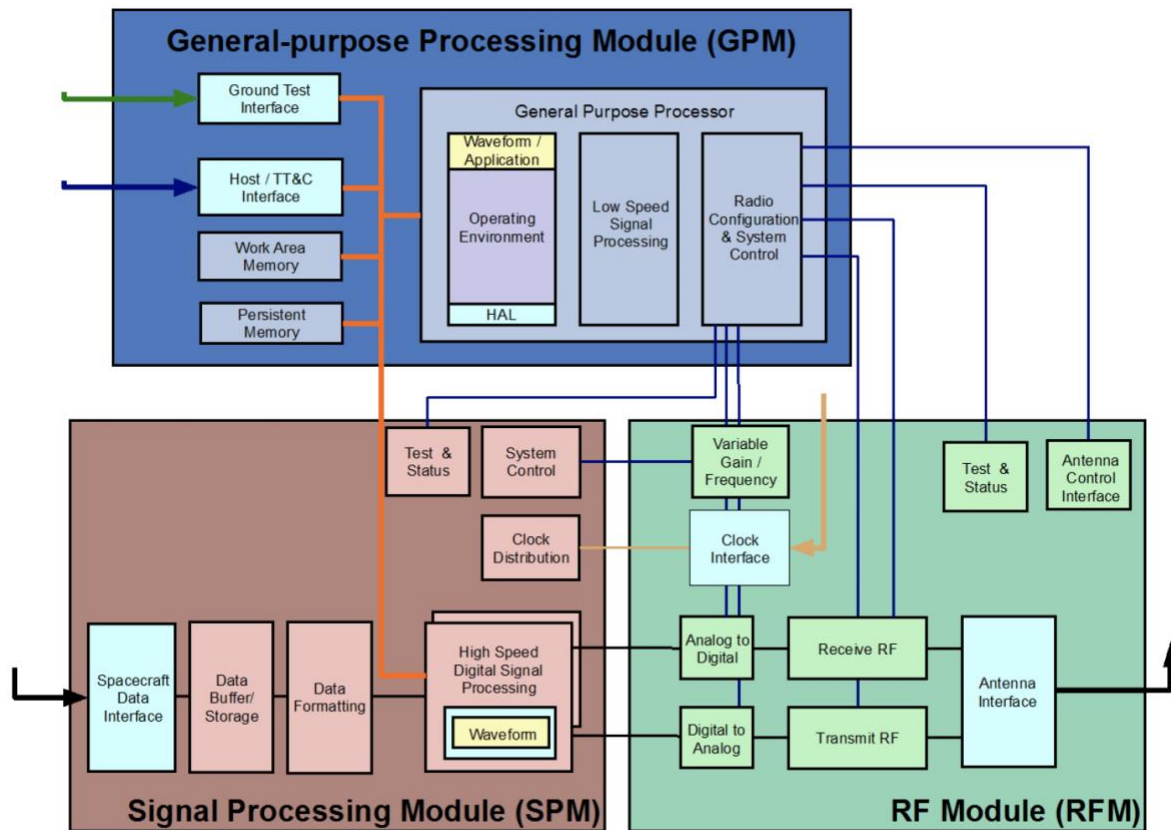 General-purpose Processing Module (GPM)
Ground Test
Interface
Host / TT&C
Interface
Work Area
Memory
Persistent
Memory
General Purpose Processor
Waveform /
Application
Operating
Environment
HAL
Low Speed
Signal
Processing
Radio
Configuration
& System
Control
Test &
Status
System
Control
Clock
Distribution
Spacecraft
Data
Interface
Data
Buffer/
Storage
Data
Formatting
High Speed
Digital Signal
Processing
Waveform
Signal Processing Module (SPM)
Variable
Gain /
Frequency
Clock
Interface
Test &
Status
Antenna
Control
Interface
Analog to
Digital
Receive RF
Digital to
Analog
Transmit RF
Antenna
Interface
RF Module (RFM)